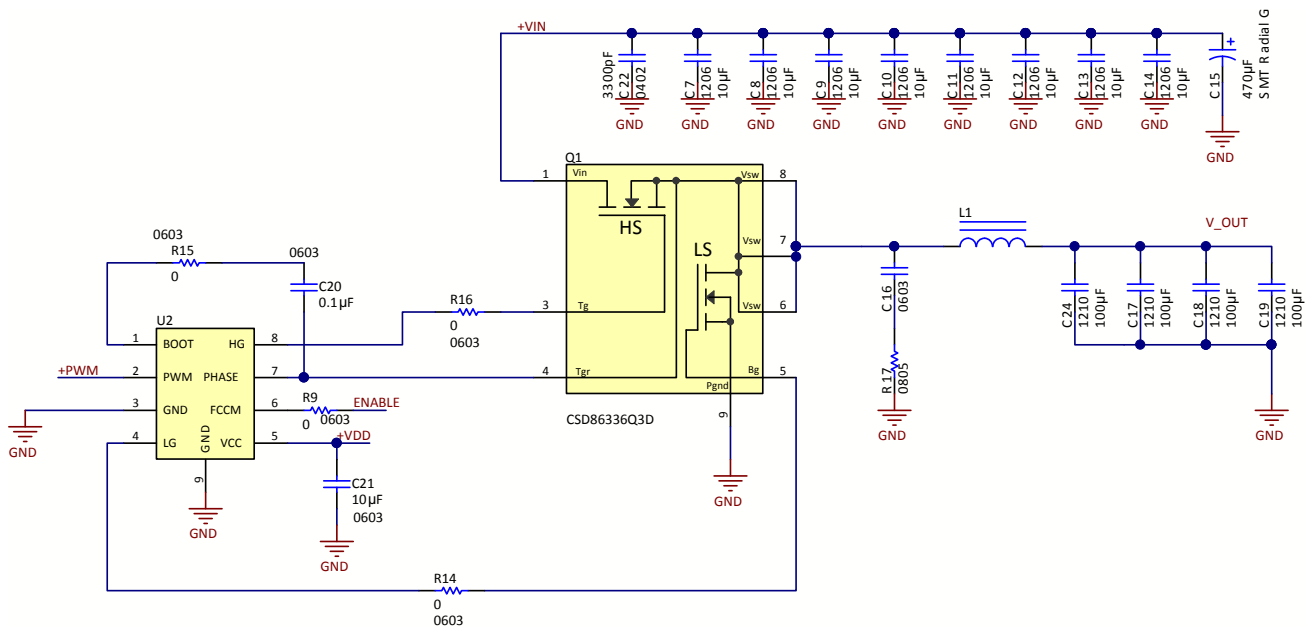 +VIN
3300pF
C22
0402
GND
C7
1206
10µF
GND
C8
1206
10µF
GND
C9
1206
10µF
GND
C10
1206
10µF
GND
C11
1206
10µF
GND
C12
1206
10µF
GND
C13
1206
10µF
GND
C14
1206
10µF
GND
C15
+
470µF
SMT Radial G
GND
Q1
1
Vin
HS
Vsw
8
LS
Vsw
7
Vsw
6
3
Tg
4
Tgr
Bg
5
Pgnd
9
CSD86336Q3D
GND
L1
V_OUT
C16
0603
R17
0805
GND
C24
1210
100µF
C17
1210
100µF
C18
1210
100µF
C19
1210
100µF
GND
0603
R15
0
0603
C20
0.1µF
R16
0
0603
U2
1
BOOT
HG
8
+PWM
2
PWM
PHASE
7
3
GND
FCCM
6
R9
0
0603
ENABLE
4
LG
GND
VCC
5
+VDD
GND
9
GND
C21
10µF
0603
GND
R14
0
0603